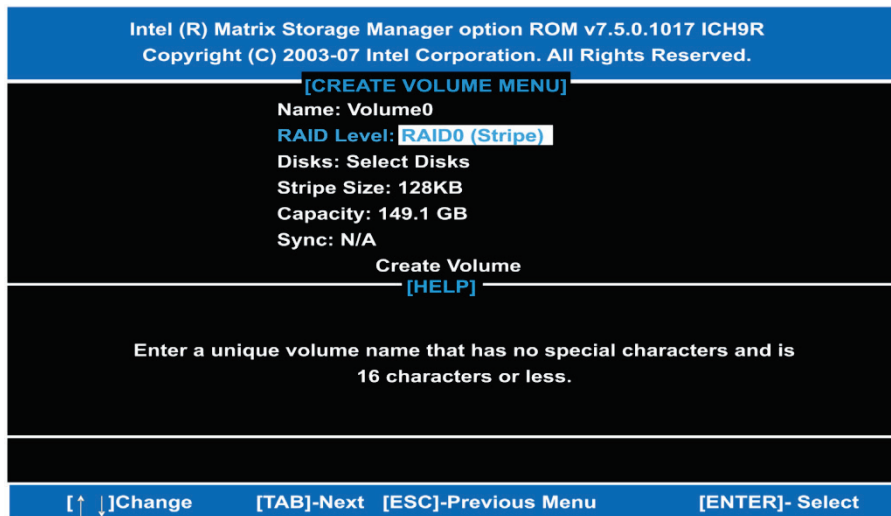 Intel (R) Matrix Storage Manager option ROM v7.5.0.1017 ICH9R
Copyright (C) 2003-07 Intel Corporation. All Rights Reserved.
[CREATE VOLUME MENU]
Name: Volume0
RAID Level: RAID0 (Stripe)
Disks: Select Disks
Stripe Size: 128KB
Capacity: 149.1 GB
Sync: N/A
Create Volume
[HELP]
Enter a unique volume name that has no special characters and is
16 characters or less.
[↑ ↓]Change [TAB]-Next [ESC]-Previous Menu [ENTER]- Select